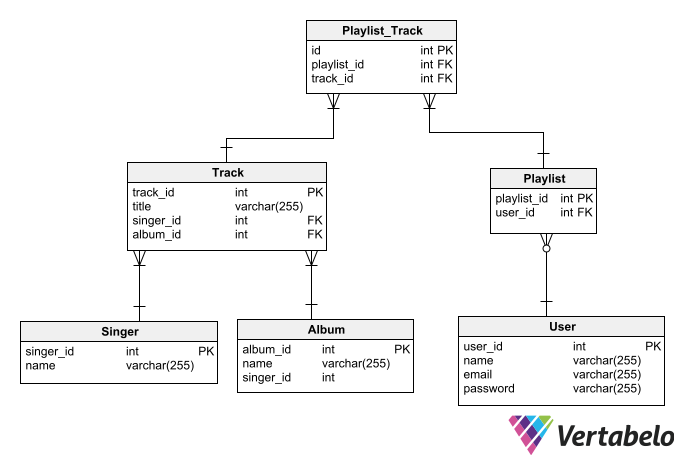 Playlist_Track
id int PK
playlist_id int FK
track_id int FK
Track
track_id int PK
title varchar(255)
singer_id int FK
album_id int FK
Playlist
playlist_id int PK
user_id int FK
Singer
singer_id int PK
name varchar(255)
Album
album_id int PK
name varchar(255)
singer_id int
User
user_id int PK
name varchar(255)
email varchar(255)
password varchar(255)
Vertabelo